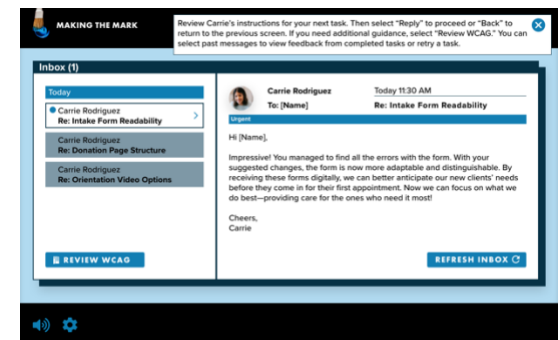 MAKING THE MARK
Review Carrie's instructions for your next task. Then select "Reply" to proceed or "Back" to
return to the previous screen. If you need additional guidance, select "Review WCAG." You can
select past messages to view feedback from completed tasks or retry a task.
Inbox (1)
Today
Carrie Rodriguez
Re: Intake Form Readability
Carrie Rodriguez
Re: Donation Page Structure
Carrie Rodriguez
Re: Orientation Video Options
REVIEW WCAG
Carrie Rodriguez
Today 11:30 AM
To: [Name]
Re: Intake Form Readability
Urgent
Hi [Name],
Impressive! You managed to find all the errors with the form. With your
suggested changes, the form is now more adaptable and distinguishable. By
receiving these forms digitally, we can better anticipate our new clients' needs
before they come in for their first appointment. Now we can focus on what we
do best—providing care for the ones who need it most!
Cheers,
Carrie
REFRESH INBOX